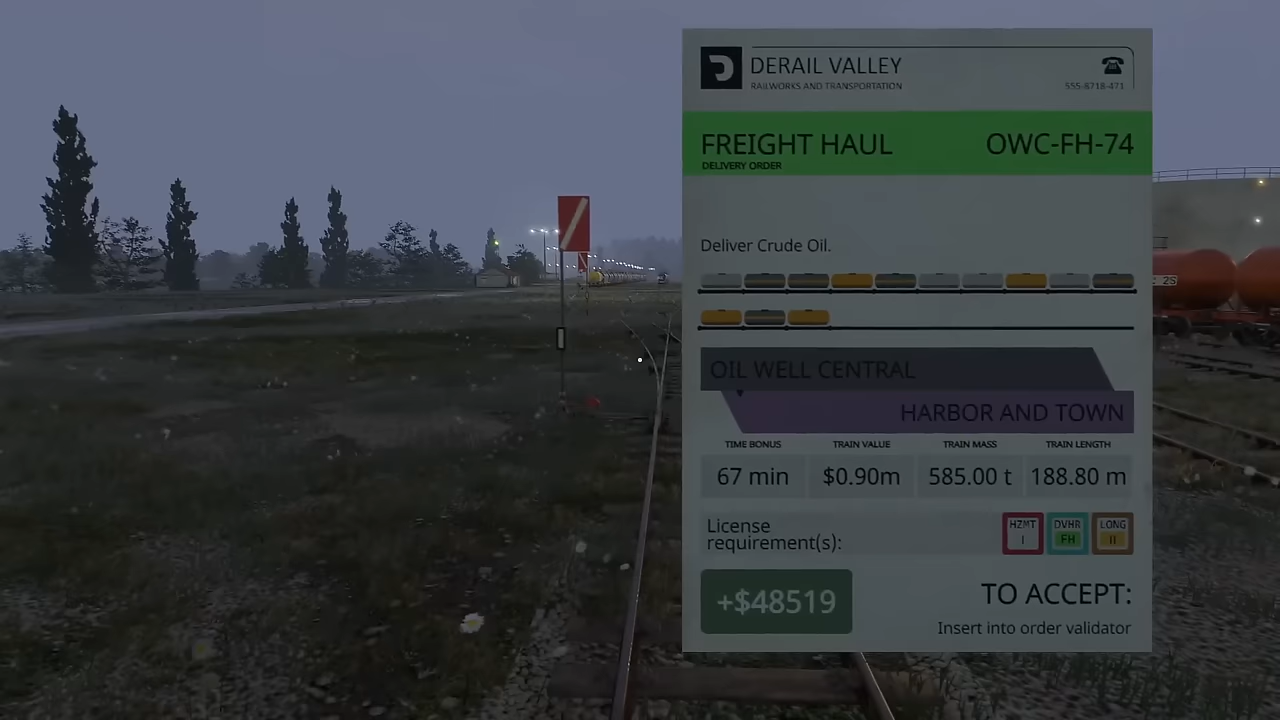 DERAIL VALLEY
RAILWORKS AND TRANSPORTATION
555-8718-471
FREIGHT HAUL
OWC-FH-74
DELIVERY ORDER
Deliver Crude Oil.
OIL WELL CENTRAL
HARBOR AND TOWN
TIME BONUS TRAIN VALUE TRAIN MASS TRAIN LENGTH
67 min $0.90m 585.00 t 188.80 m
License
requirement(s):
HZMT DVHR LONG
I FH II
+$48519
TO ACCEPT:
Insert into order validator